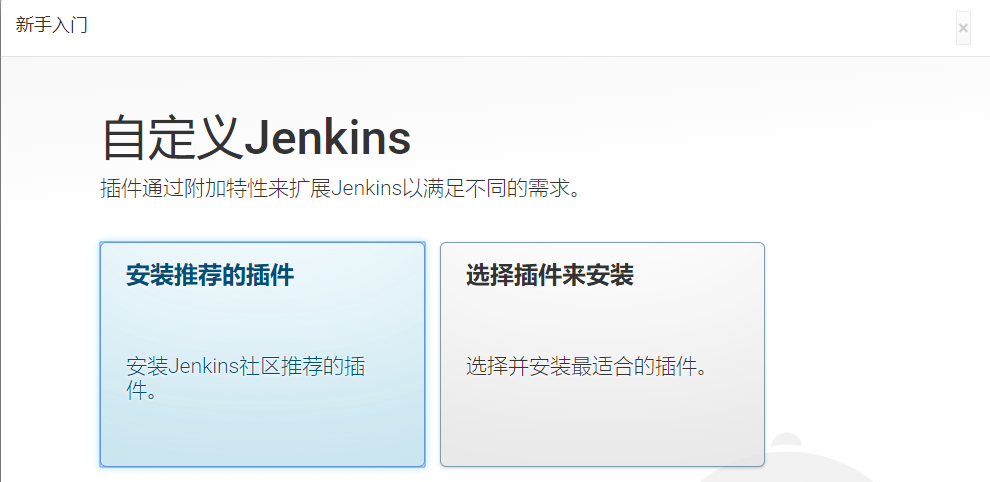 新手入门
×
自定义Jenkins
插件通过附加特性来扩展Jenkins以满足不同的需求。
安装推荐的插件
选择插件来安装
安装Jenkins社区推荐的插
件。
选择并安装最适合的插件。